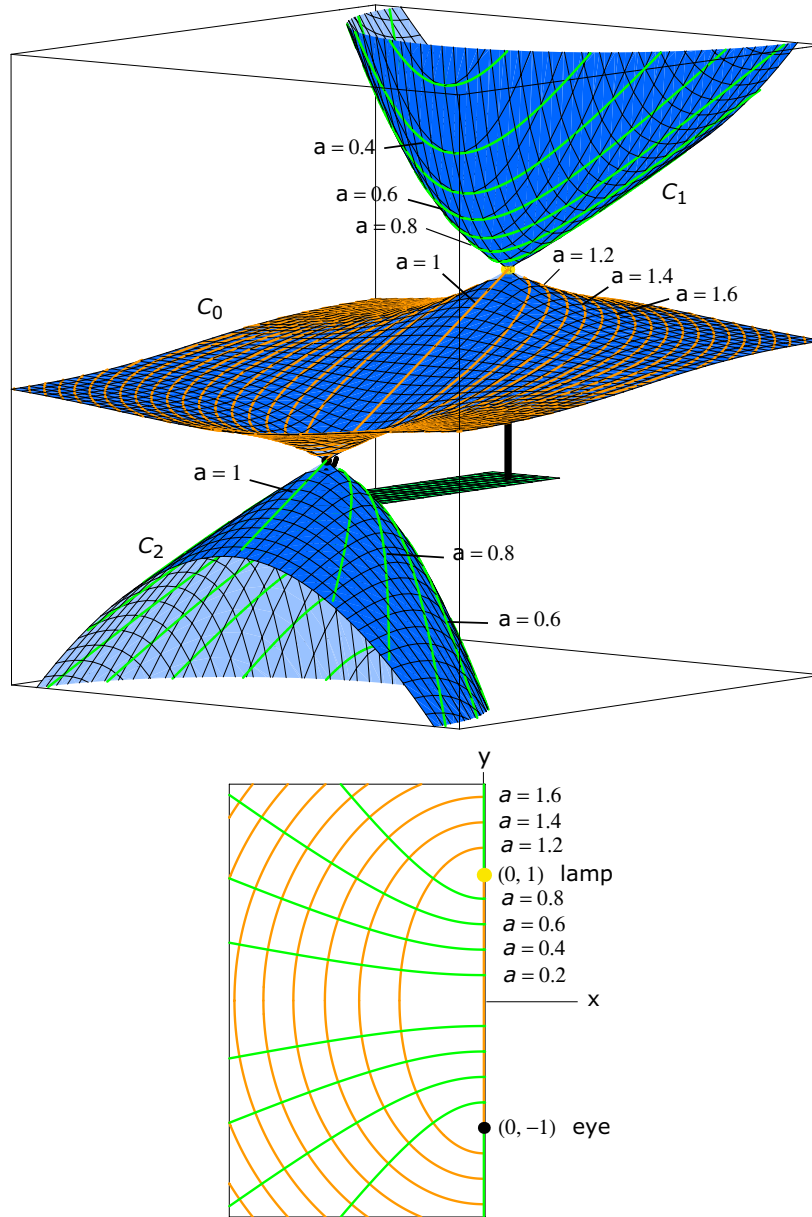 a = 0.4
a = 0.6
C1
a = 0.8
a = 1
a = 1.2
a = 1.4
a = 1.6
C0
a = 1
C2
a = 0.8
a = 0.6
y
a = 1.6
a = 1.4
a = 1.2
(0, 1) lamp
a = 0.8
a = 0.6
a = 0.4
a = 0.2
x
(0, −1) eye